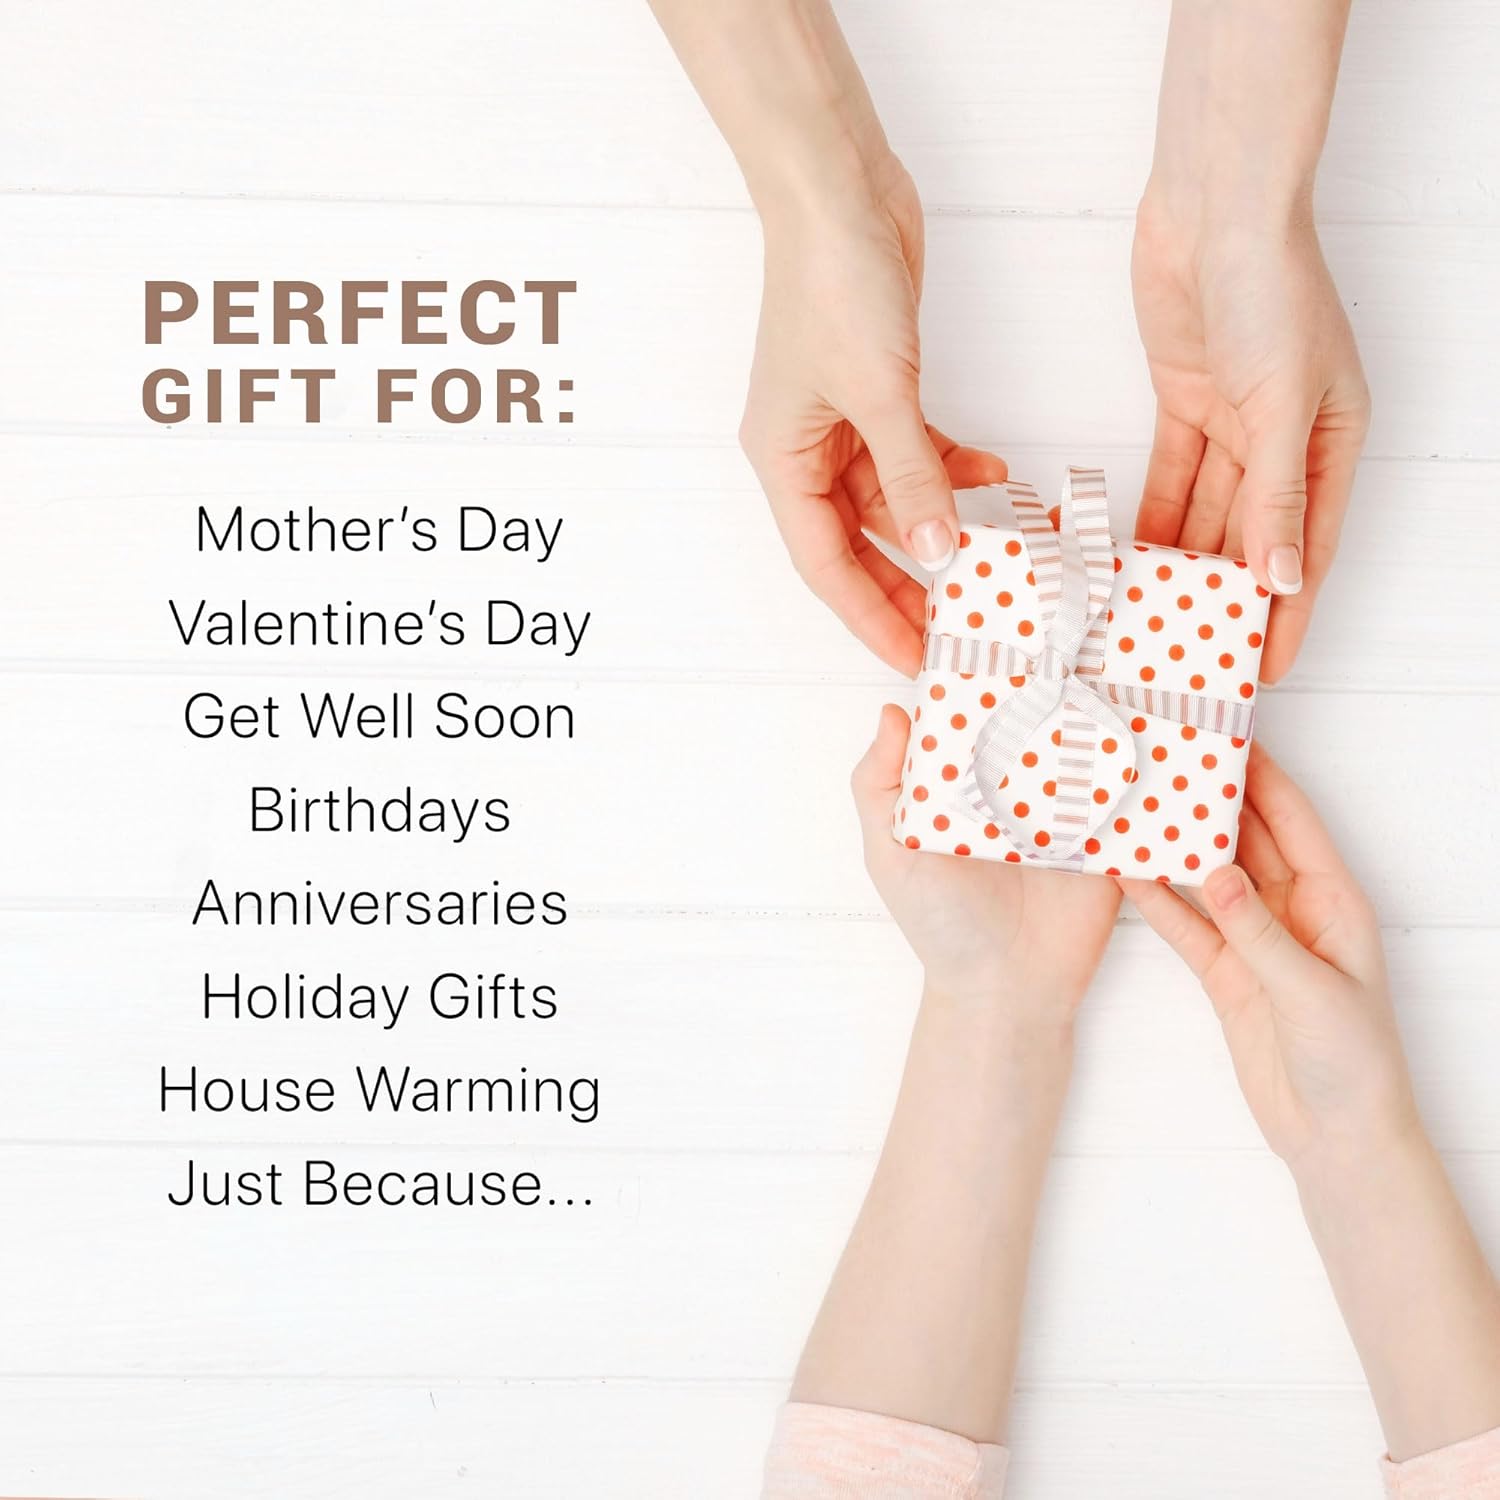 PERFECT
GIFT FOR:
Mother's Day
Valentine's Day
Get Well Soon
Birthdays
Anniversaries
Holiday Gifts
House Warming
Just Because...